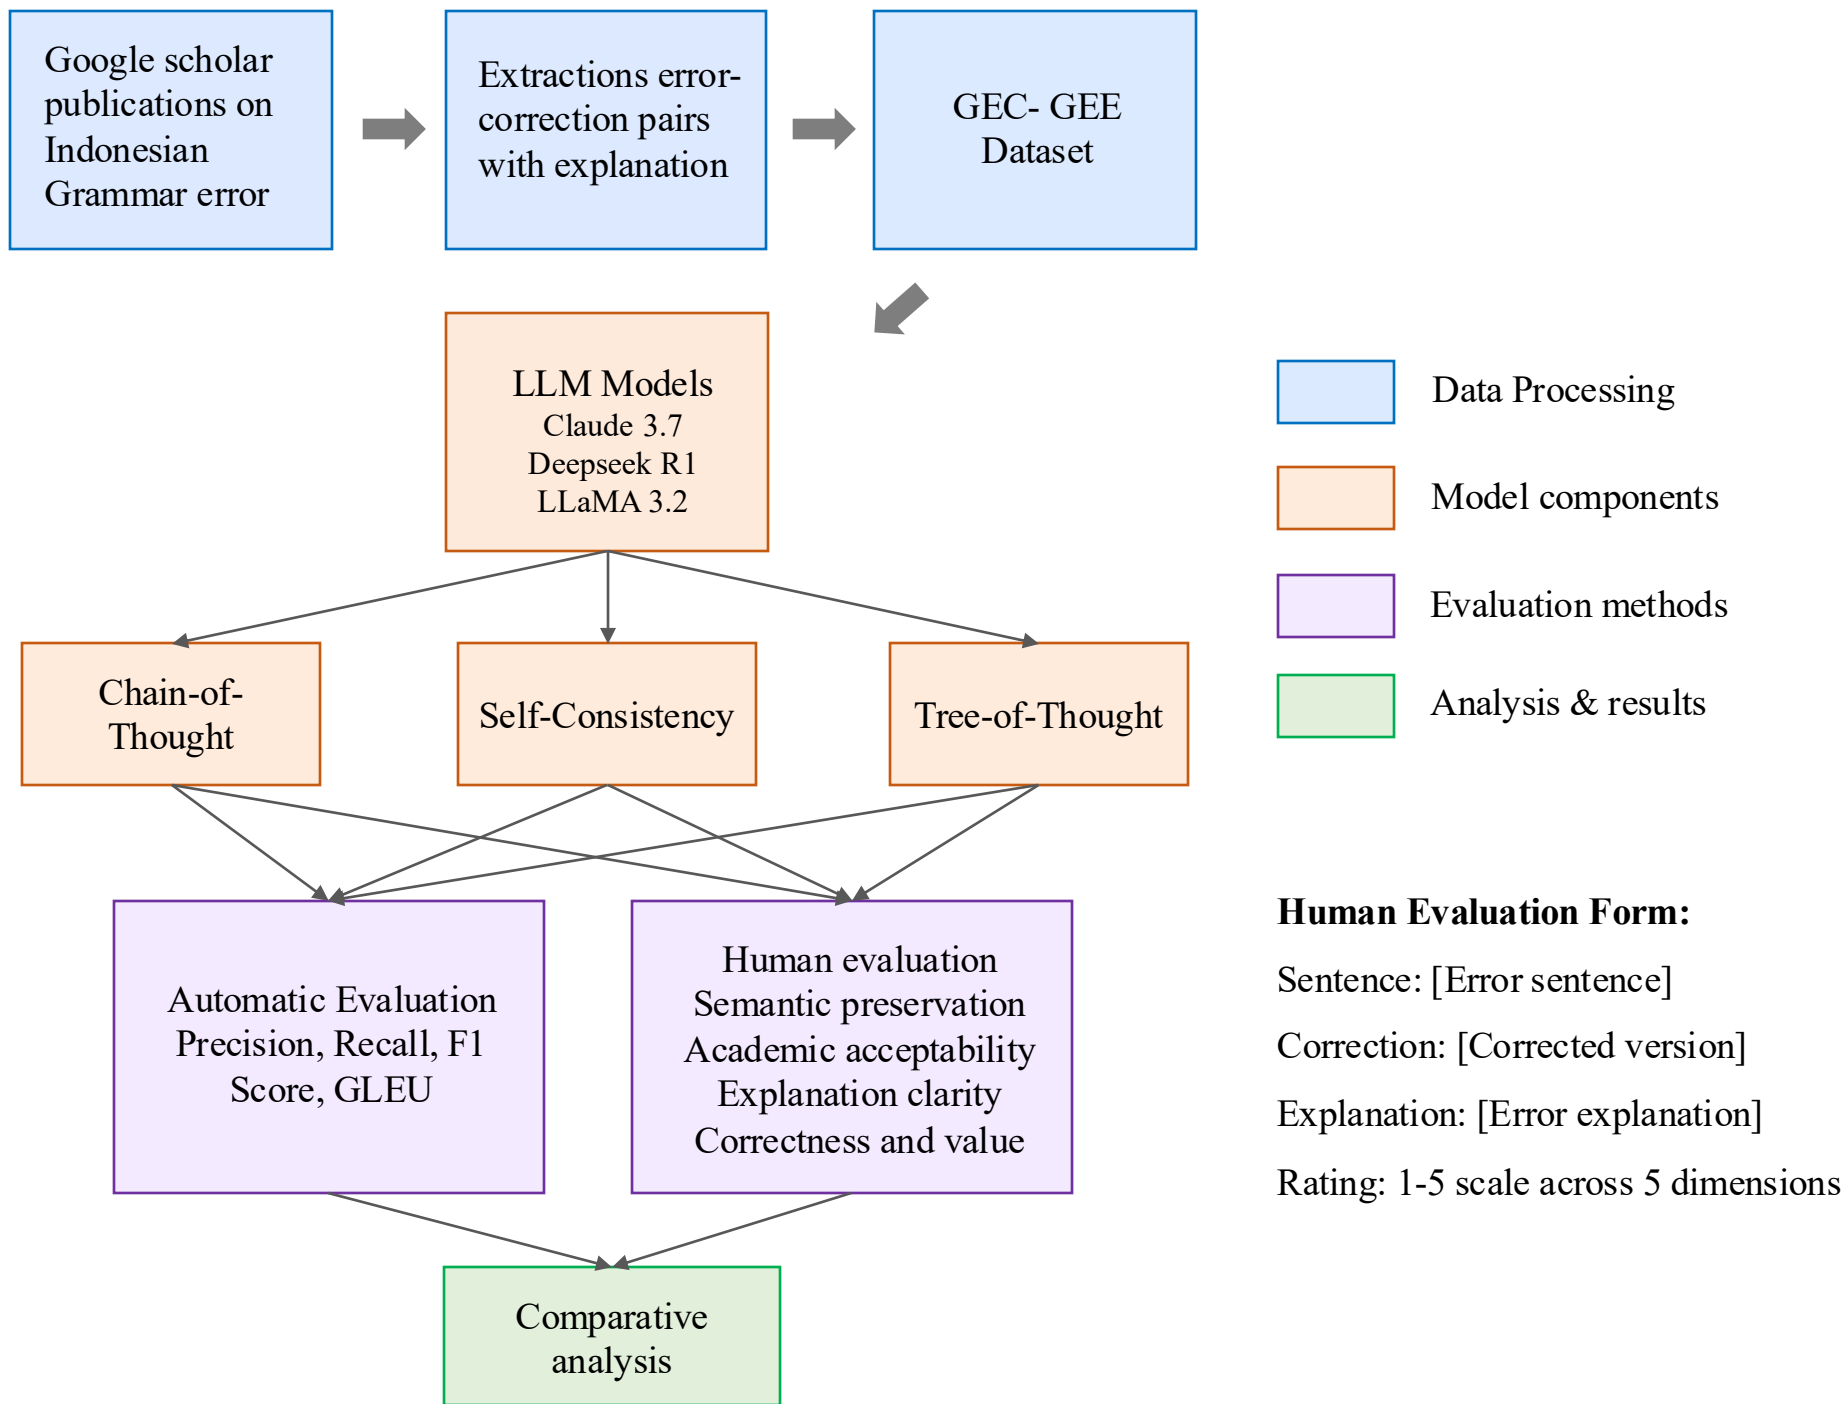 Google scholar
publications on
Indonesian
Grammar error
Extractions error-
correction pairs
with explanation
GEC- GEE
Dataset
LLM Models
Claude 3.7
Deepseek R1
LLaMA 3.2
Data Processing
Model components
Evaluation methods
Analysis & results
Chain-of-
Thought
Self-Consistency
Tree-of-Thought
Automatic Evaluation
Precision, Recall, F1
Score, GLEU
Human evaluation
Semantic preservation
Academic acceptability
Explanation clarity
Correctness and value
Human Evaluation Form:
Sentence: [Error sentence]
Correction: [Corrected version]
Explanation: [Error explanation]
Rating: 1-5 scale across 5 dimensions
Comparative
analysis